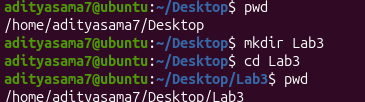 adityasama7@ubuntu:~/Desktop$ pwd
/home/adityasama7/Desktop
adityasama7@ubuntu:~/Desktop$ mkdir Lab3
adityasama7@ubuntu:~/Desktop$ cd Lab3
adityasama7@ubuntu:~/Desktop/Lab3$ pwd
/home/adityasama7/Desktop/Lab3